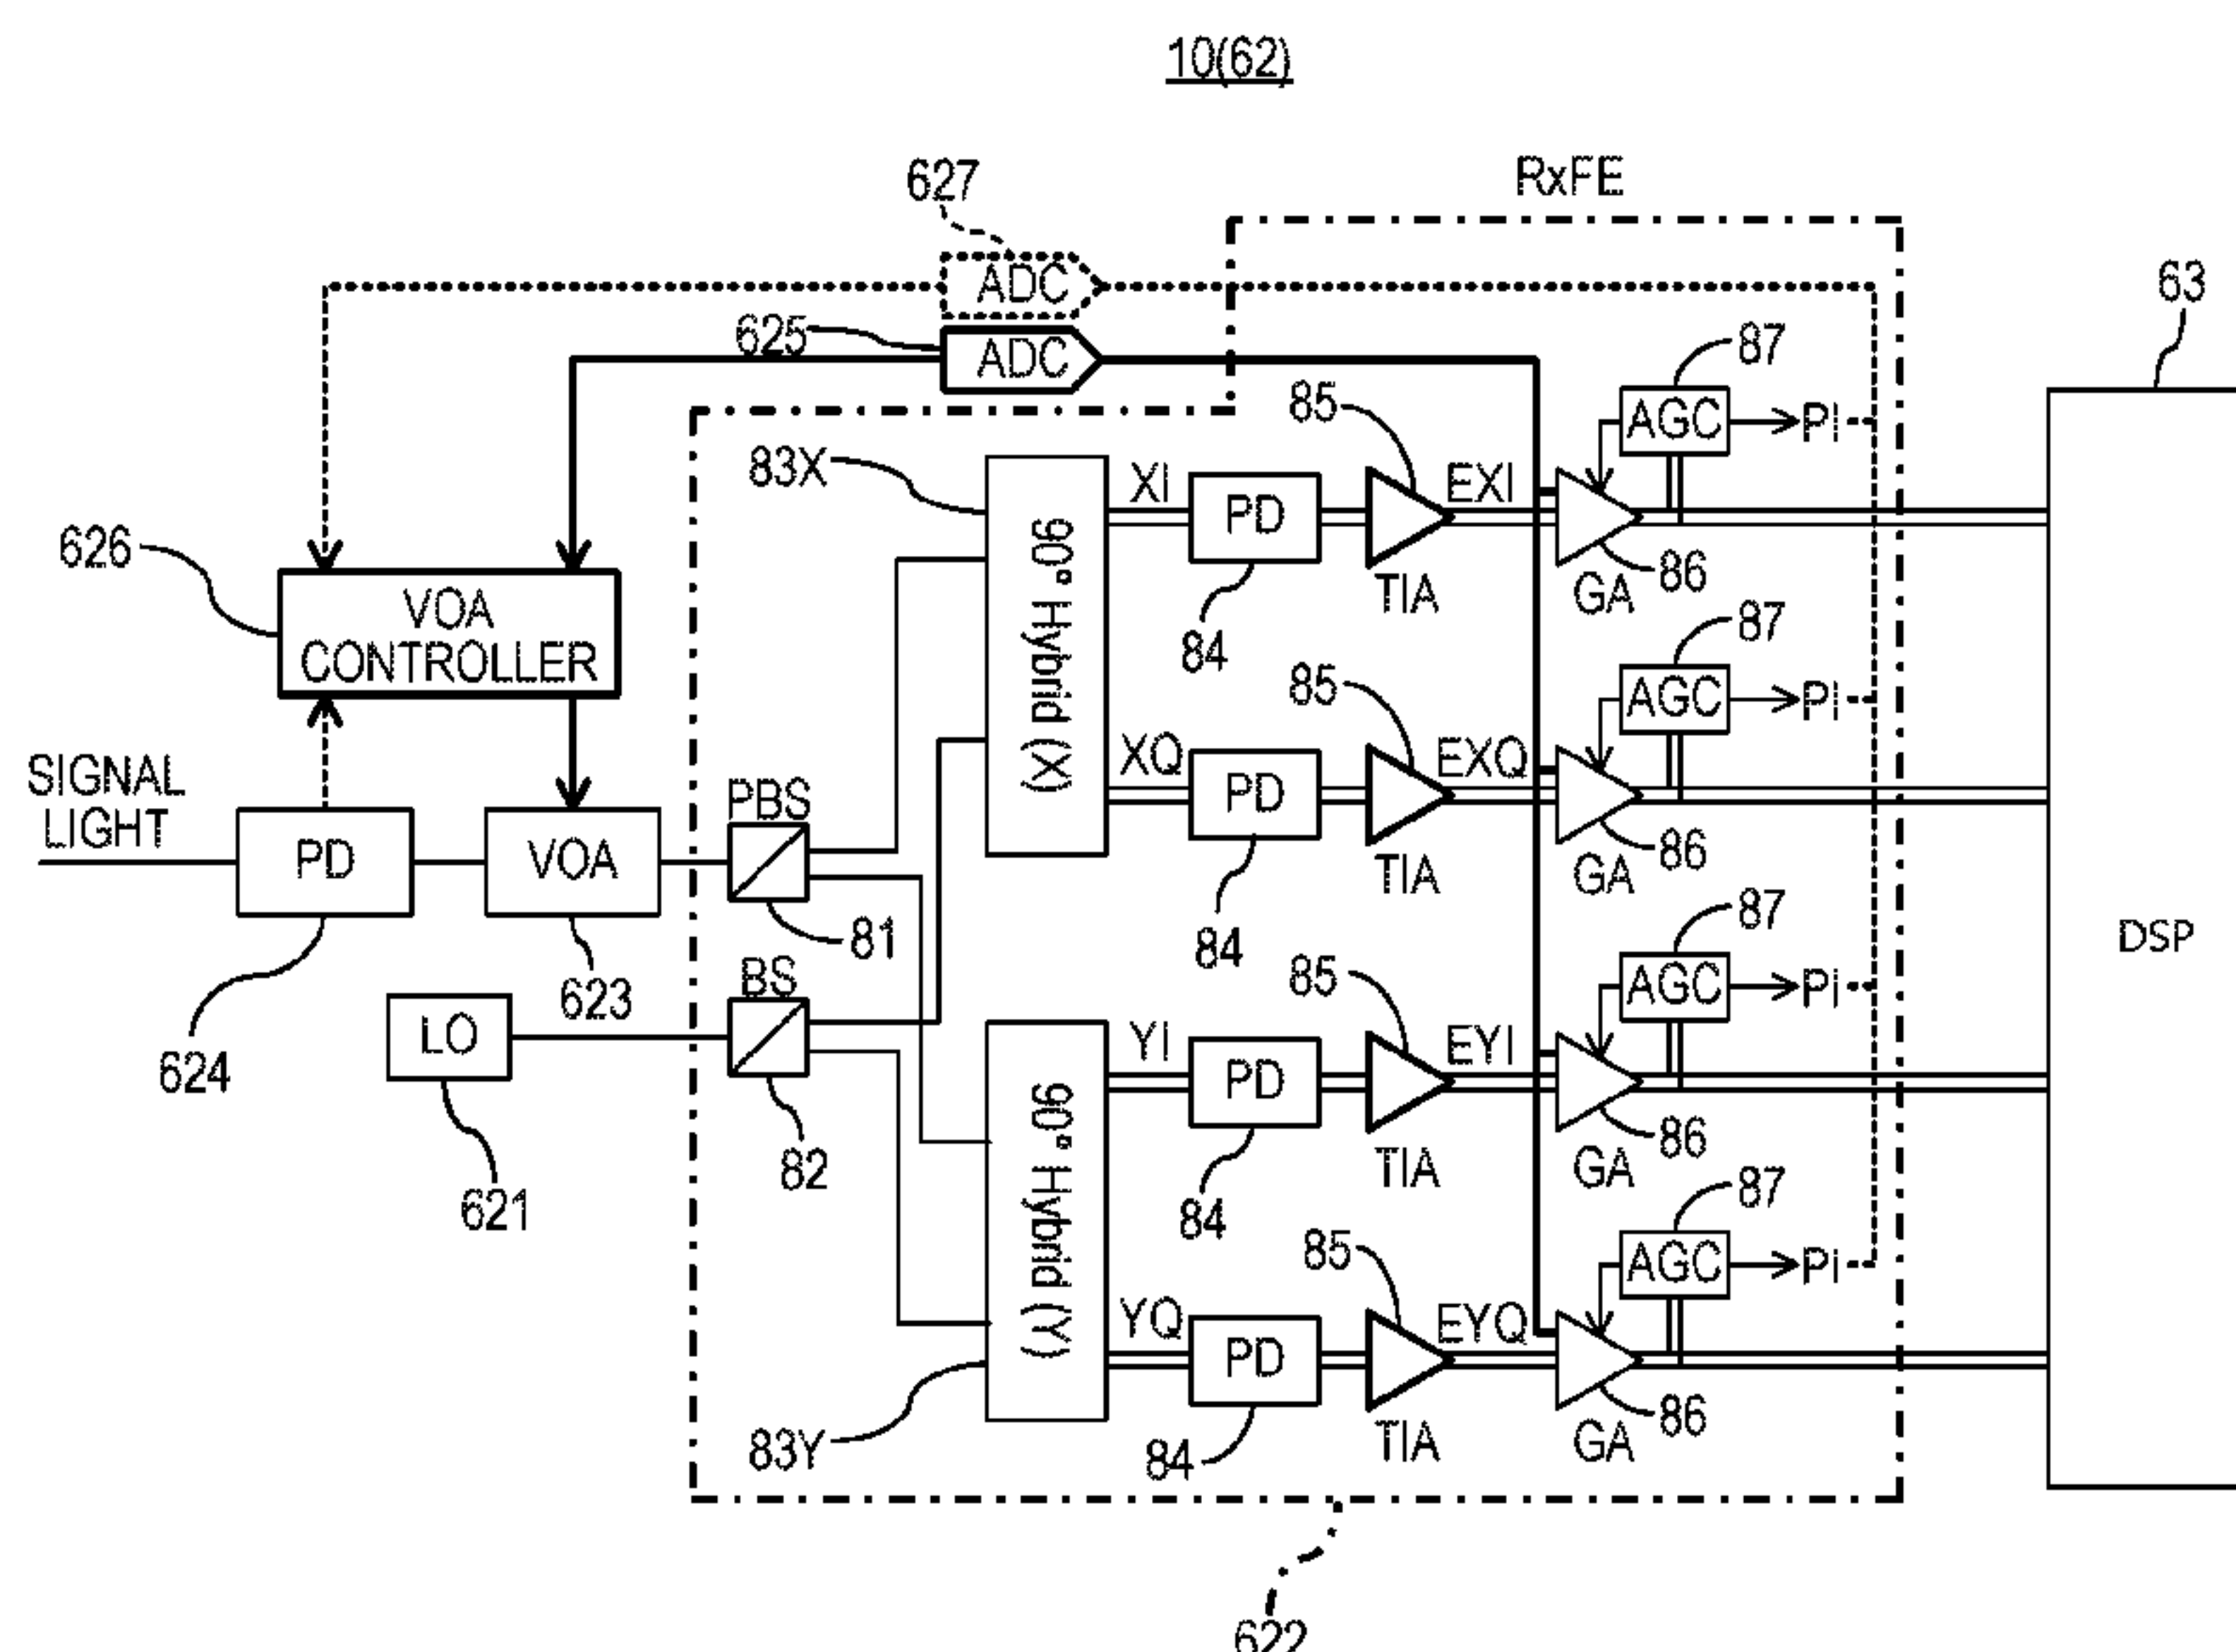 10(62)
RxFE
627
ADC
63
625
ADC
87
AGC
Pi
85
83X
XI
PD
EXI
626
VOA
CONTROLLER
90° Hybrid (X)
84
TIA
GA
86
87
AGC
Pi
85
SIGNAL
LIGHT
PD
VOA
PBS
XQ
PD
EXQ
TIA
GA
86
81
84
87
DSP
624
623
BS
LO
621
82
YI
PD
85
EYI
AGC
Pi
90° Hybrid (Y)
84
TIA
GA
86
87
AGC
Pi
85
YQ
PD
EYQ
83Y
84
TIA
GA
86
622